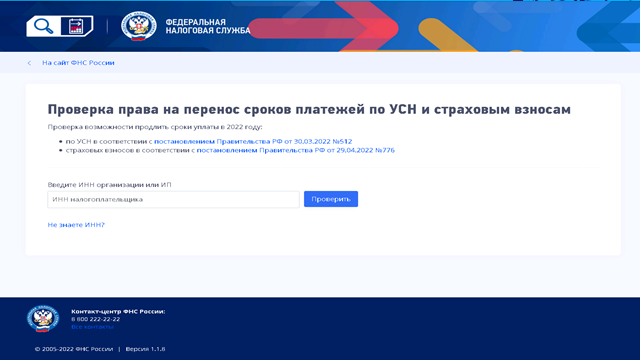 ФЕДЕРАЛЬНАЯ
НАЛОГОВАЯ СЛУЖБА
На сайт ФНС России
Проверка права на перенос сроков платежей по УСН и страховым взносам
Проверка возможности продлить сроки уплаты в 2022 году:
по УСН в соответствии с постановлением Правительства РФ от 30.03.2022 №512
страховых взносов в соответствии с постановлением Правительства РФ от 29.04.2022 №776
Введите ИНН организации или ИП
ИНН налогоплательщика
Проверить
Не знаете ИНН?
Контакт-центр ФНС России:
8 800 222-22-22
Все контакты
© 2005-2022 ФНС России | Версия 1.1.8